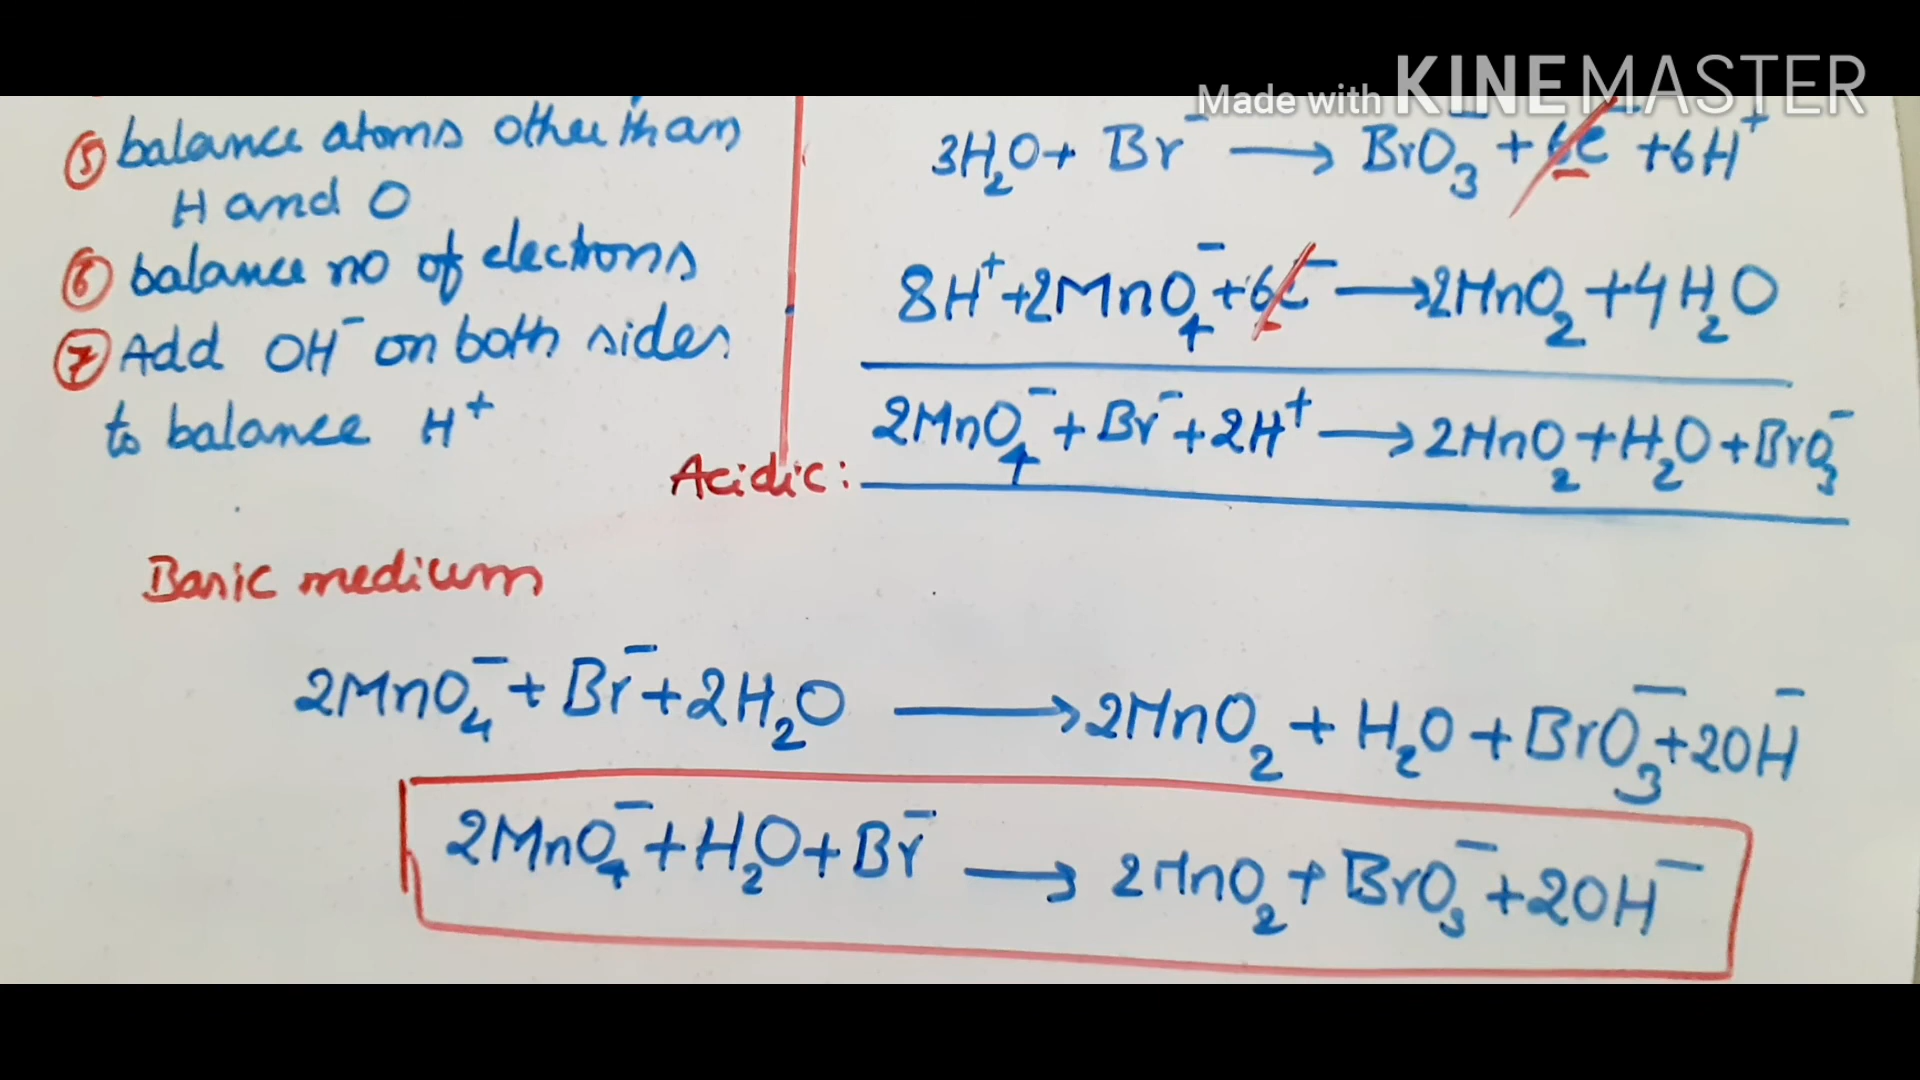 Made with KINEMASTER
⑤ balance atoms other than
H and O
⑥ balance no of electrons
⑦ Add OH⁻ on both sides
to balance H⁺
3H₂O + Br⁻ ⟶ BrO₃⁻ + 6e⁻ + 6H⁺
8H⁺ + 2MnO₄⁻ + 6e⁻ ⟶ 2MnO₂ + 4H₂O
Acidic: 2MnO₄⁻ + Br⁻ + 2H⁺ ⟶ 2MnO₂ + H₂O + BrO₃⁻
Basic medium
2MnO₄⁻ + Br⁻ + 2H₂O ⟶ 2MnO₂ + H₂O + BrO₃⁻ + 2OH⁻
2MnO₄⁻ + H₂O + Br⁻ ⟶ 2MnO₂ + BrO₃⁻ + 2OH⁻